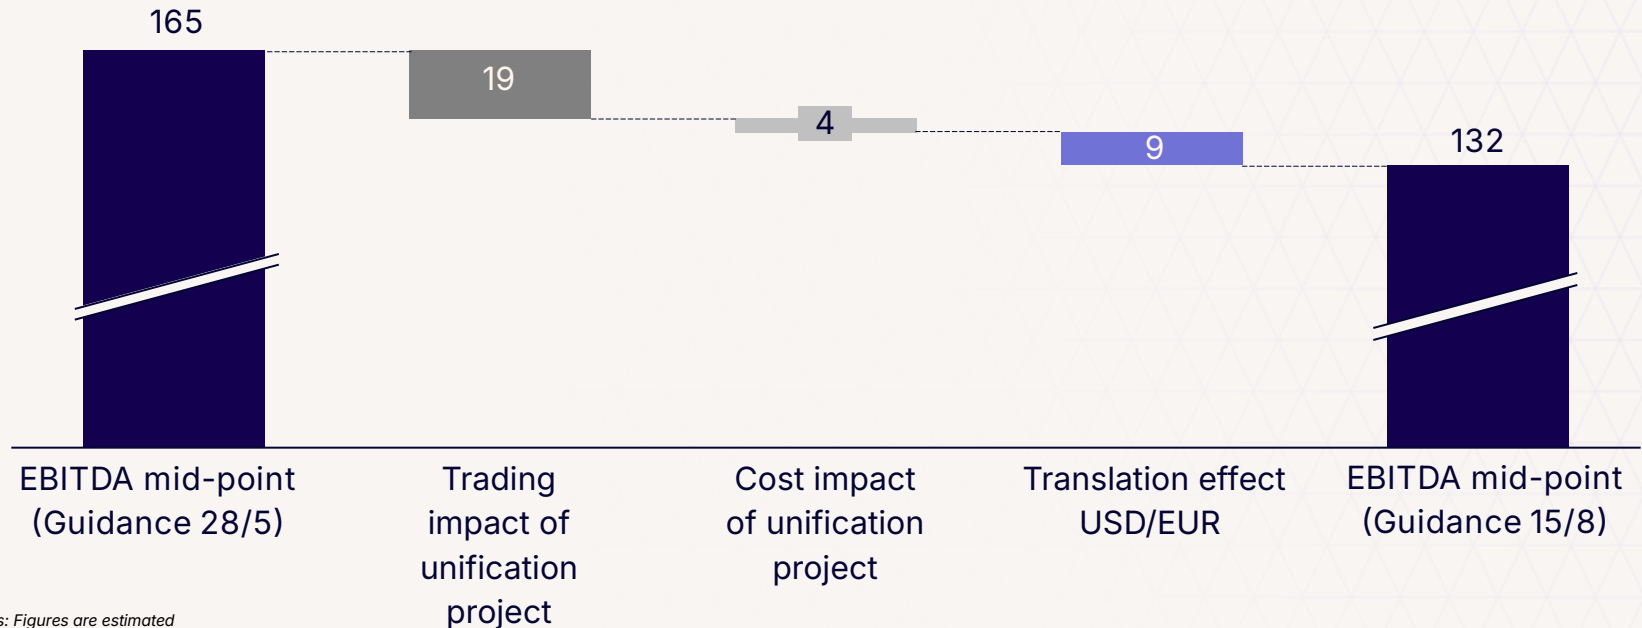 165
19
4
9
132
EBITDA mid-point
(Guidance 28/5)
Trading
impact of
unification
project
Cost impact
of unification
project
Translation effect
USD/EUR
EBITDA mid-point
(Guidance 15/8)
: Figures are estimated